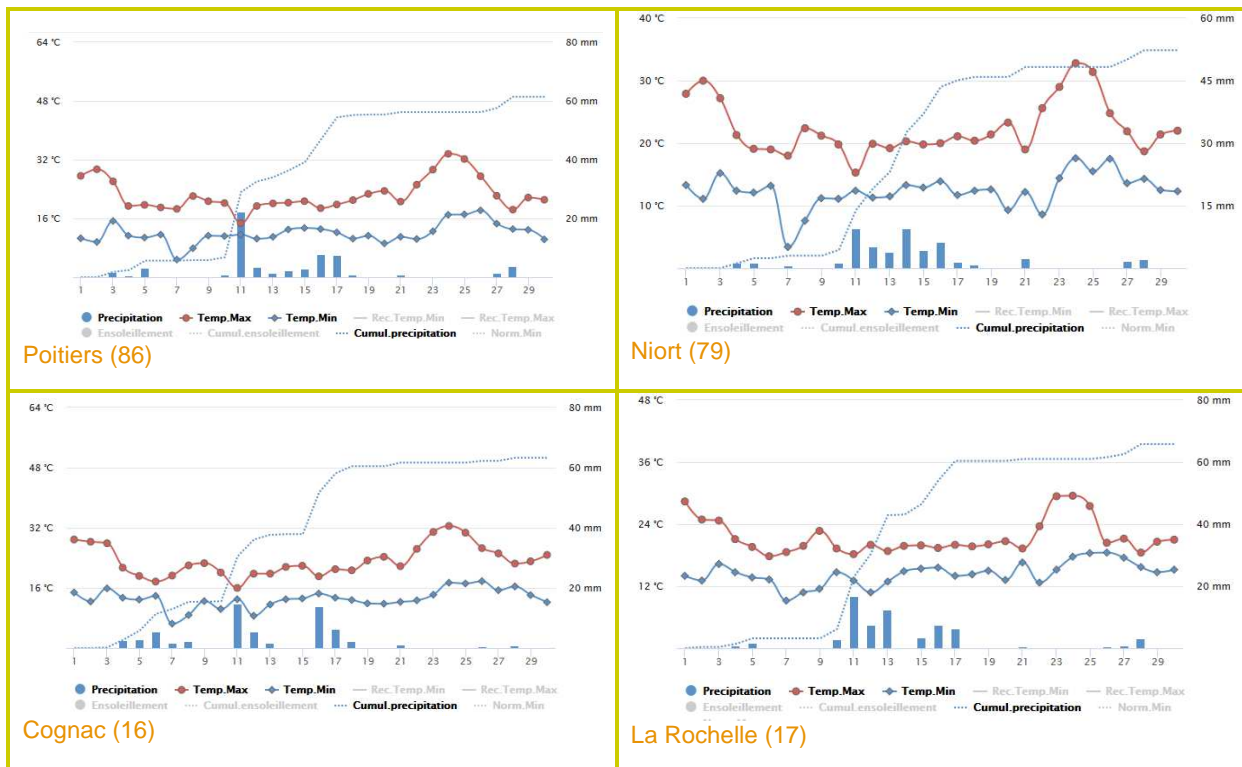 64 °C
80 mm
48 °C
60 mm
32 °C
40 mm
16 °C
20 mm
1 3 5 7 9 11 13 15 17 19 21 23 25 27 29
Precipitation Temp.Max Temp.Min Rec.Temp.Min Rec.Temp.Max
Ensoleillement Cumul.ensoleillement Cumul.precipitation Norm.Min
Poitiers (86)
40 °C
60 mm
30 °C
45 mm
20 °C
30 mm
10 °C
15 mm
1 3 5 7 9 11 13 15 17 19 21 23 25 27 29
Precipitation Temp.Max Temp.Min Rec.Temp.Min Rec.Temp.Max
Ensoleillement Cumul.ensoleillement Cumul.precipitation Norm.Min
Niort (79)
64 °C
80 mm
48 °C
60 mm
32 °C
40 mm
16 °C
20 mm
1 3 5 7 9 11 13 15 17 19 21 23 25 27 29
Precipitation Temp.Max Temp.Min Rec.Temp.Min Rec.Temp.Max
Ensoleillement Cumul.ensoleillement Cumul.precipitation Norm.Min
Cognac (16)
48 °C
80 mm
36 °C
60 mm
24 °C
40 mm
12 °C
20 mm
1 3 5 7 9 11 13 15 17 19 21 23 25 27 29
Precipitation Temp.Max Temp.Min Rec.Temp.Min Rec.Temp.Max
Ensoleillement Cumul.ensoleillement Cumul.precipitation Norm.Min
La Rochelle (17)